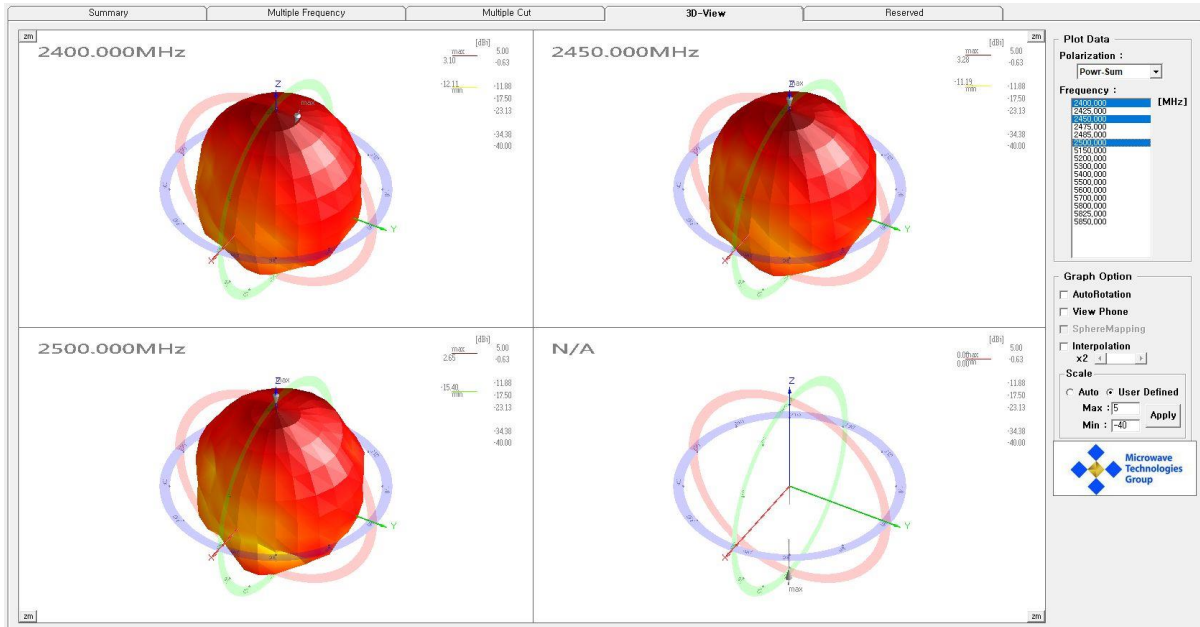 Summary
Multiple Frequency
Multiple Cut
3D-View
Reserved
zm
2400.000MHz
[dBi]
max
3.10
5.00
-0.63
-12.11
min
-11.88
-17.50
-23.13
-34.38
-40.00
Z
max
X
Y
2450.000MHz
zm
[dBi]
max
3.28
5.00
-0.63
-11.19
min
-11.88
-17.50
-23.13
-34.38
-40.00
Z
max
X
Y
2500.000MHz
[dBi]
max
2.65
5.00
-0.63
-15.40
min
-11.88
-17.50
-23.13
-34.38
-40.00
Z
max
X
Y
zm
N/A
[dBi]
max
min
5.00
-0.63
-11.88
-17.50
-23.13
-34.38
-40.00
Z
X
Y
max
zm
Plot Data
Polarization :
Powr-Sum
Frequency :
[MHz]
2400,000
2425,000
2450,000
2475,000
2485,000
2500,000
5150,000
5200,000
5300,000
5400,000
5500,000
5600,000
5700,000
5800,000
5825,000
5850,000
Graph Option
AutoRotation
View Phone
SphereMapping
Interpolation
x2
Scale
Auto
User Defined
Max : 5
Min : -40
Apply
Microwave
Technologies
Group